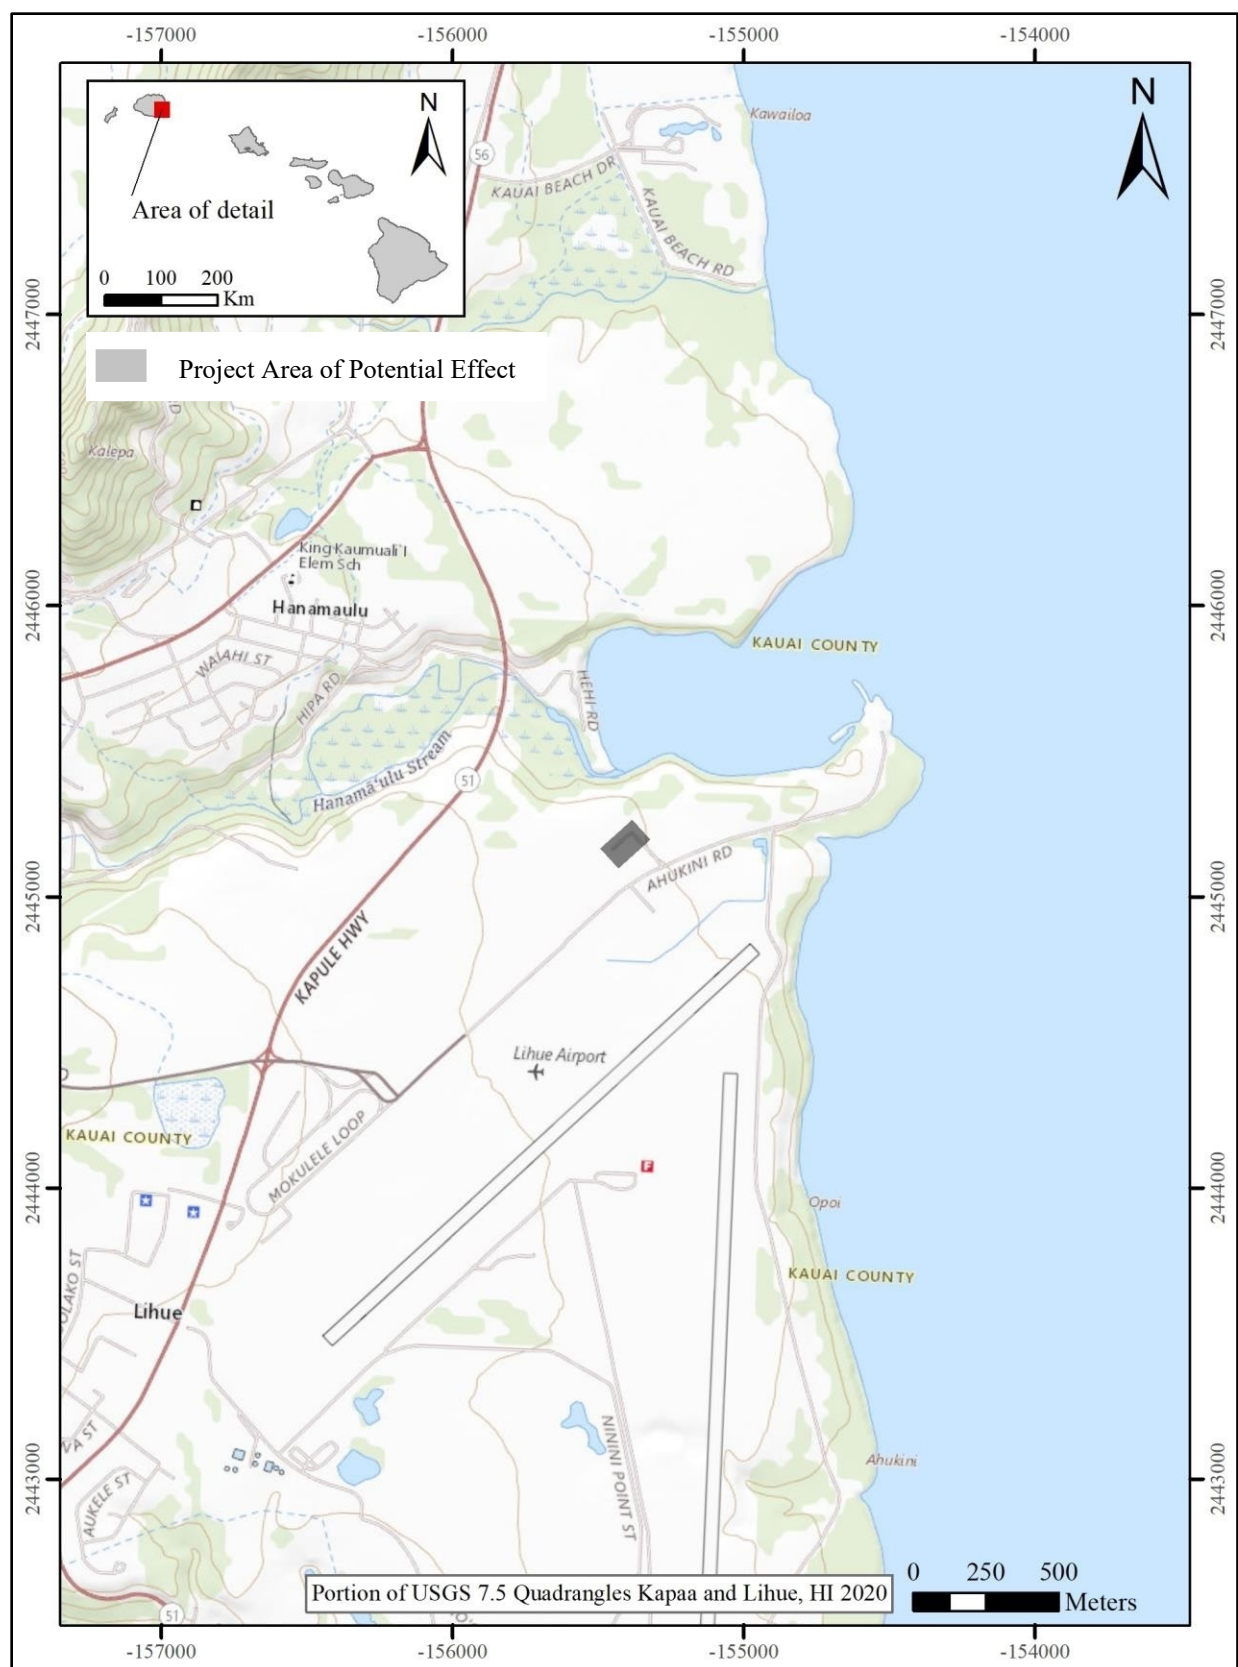 -157000
-156000
-155000
-154000
N
Area of detail
0 100 200
Km
N
Kawailoa
56
KAUAI BEACH DR
KAUAI BEACH RD
2447000
2447000
Project Area of Potential Effect
Kalepa
King Kaumuali`I
Elem Sch
Hanamaulu
2446000
2446000
KAUAI COUNTY
HIPA RD
HEHI RD
Hanamā‘ulu Stream
51
AHUKINI RD
2445000
2445000
KAPULE HWY
Lihue Airport
MOKULELE LOOP
KAUAI COUNTY
F
2444000
2444000
Opoi
KAUAI COUNTY
OLAKO ST
Lihue
NININI POINT ST
AUKELE ST
2443000
2443000
Ahukini
51
Portion of USGS 7.5 Quadrangles Kapaa and Lihue, HI 2020
0 250 500
Meters
-157000
-156000
-155000
-154000